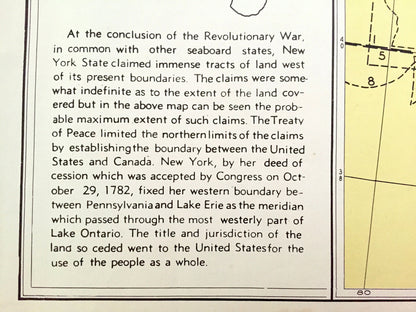 At the conclusion of the Revolutionary War,
in common with other seaboard states, New
York State claimed immense tracts of land west
of its present boundaries. The claims were some-
what indefinite as to the extent of the land cov-
ered but in the above map can be seen the prob-
able maximum extent of such claims. The Treaty
of Peace limited the northern limits of the claims
by establishing the boundary between the United
States and Canada. New York, by her deed of
cession which was accepted by Congress on Oct-
ober 29, 1782, fixed her western boundary be-
tween Pennsylvania and Lake Erie as the meridian
which passed through the most westerly part of
Lake Ontario. The title and jurisdiction of the
land so ceded went to the United States for the
use of the people as a whole.
40
5
8
38
80